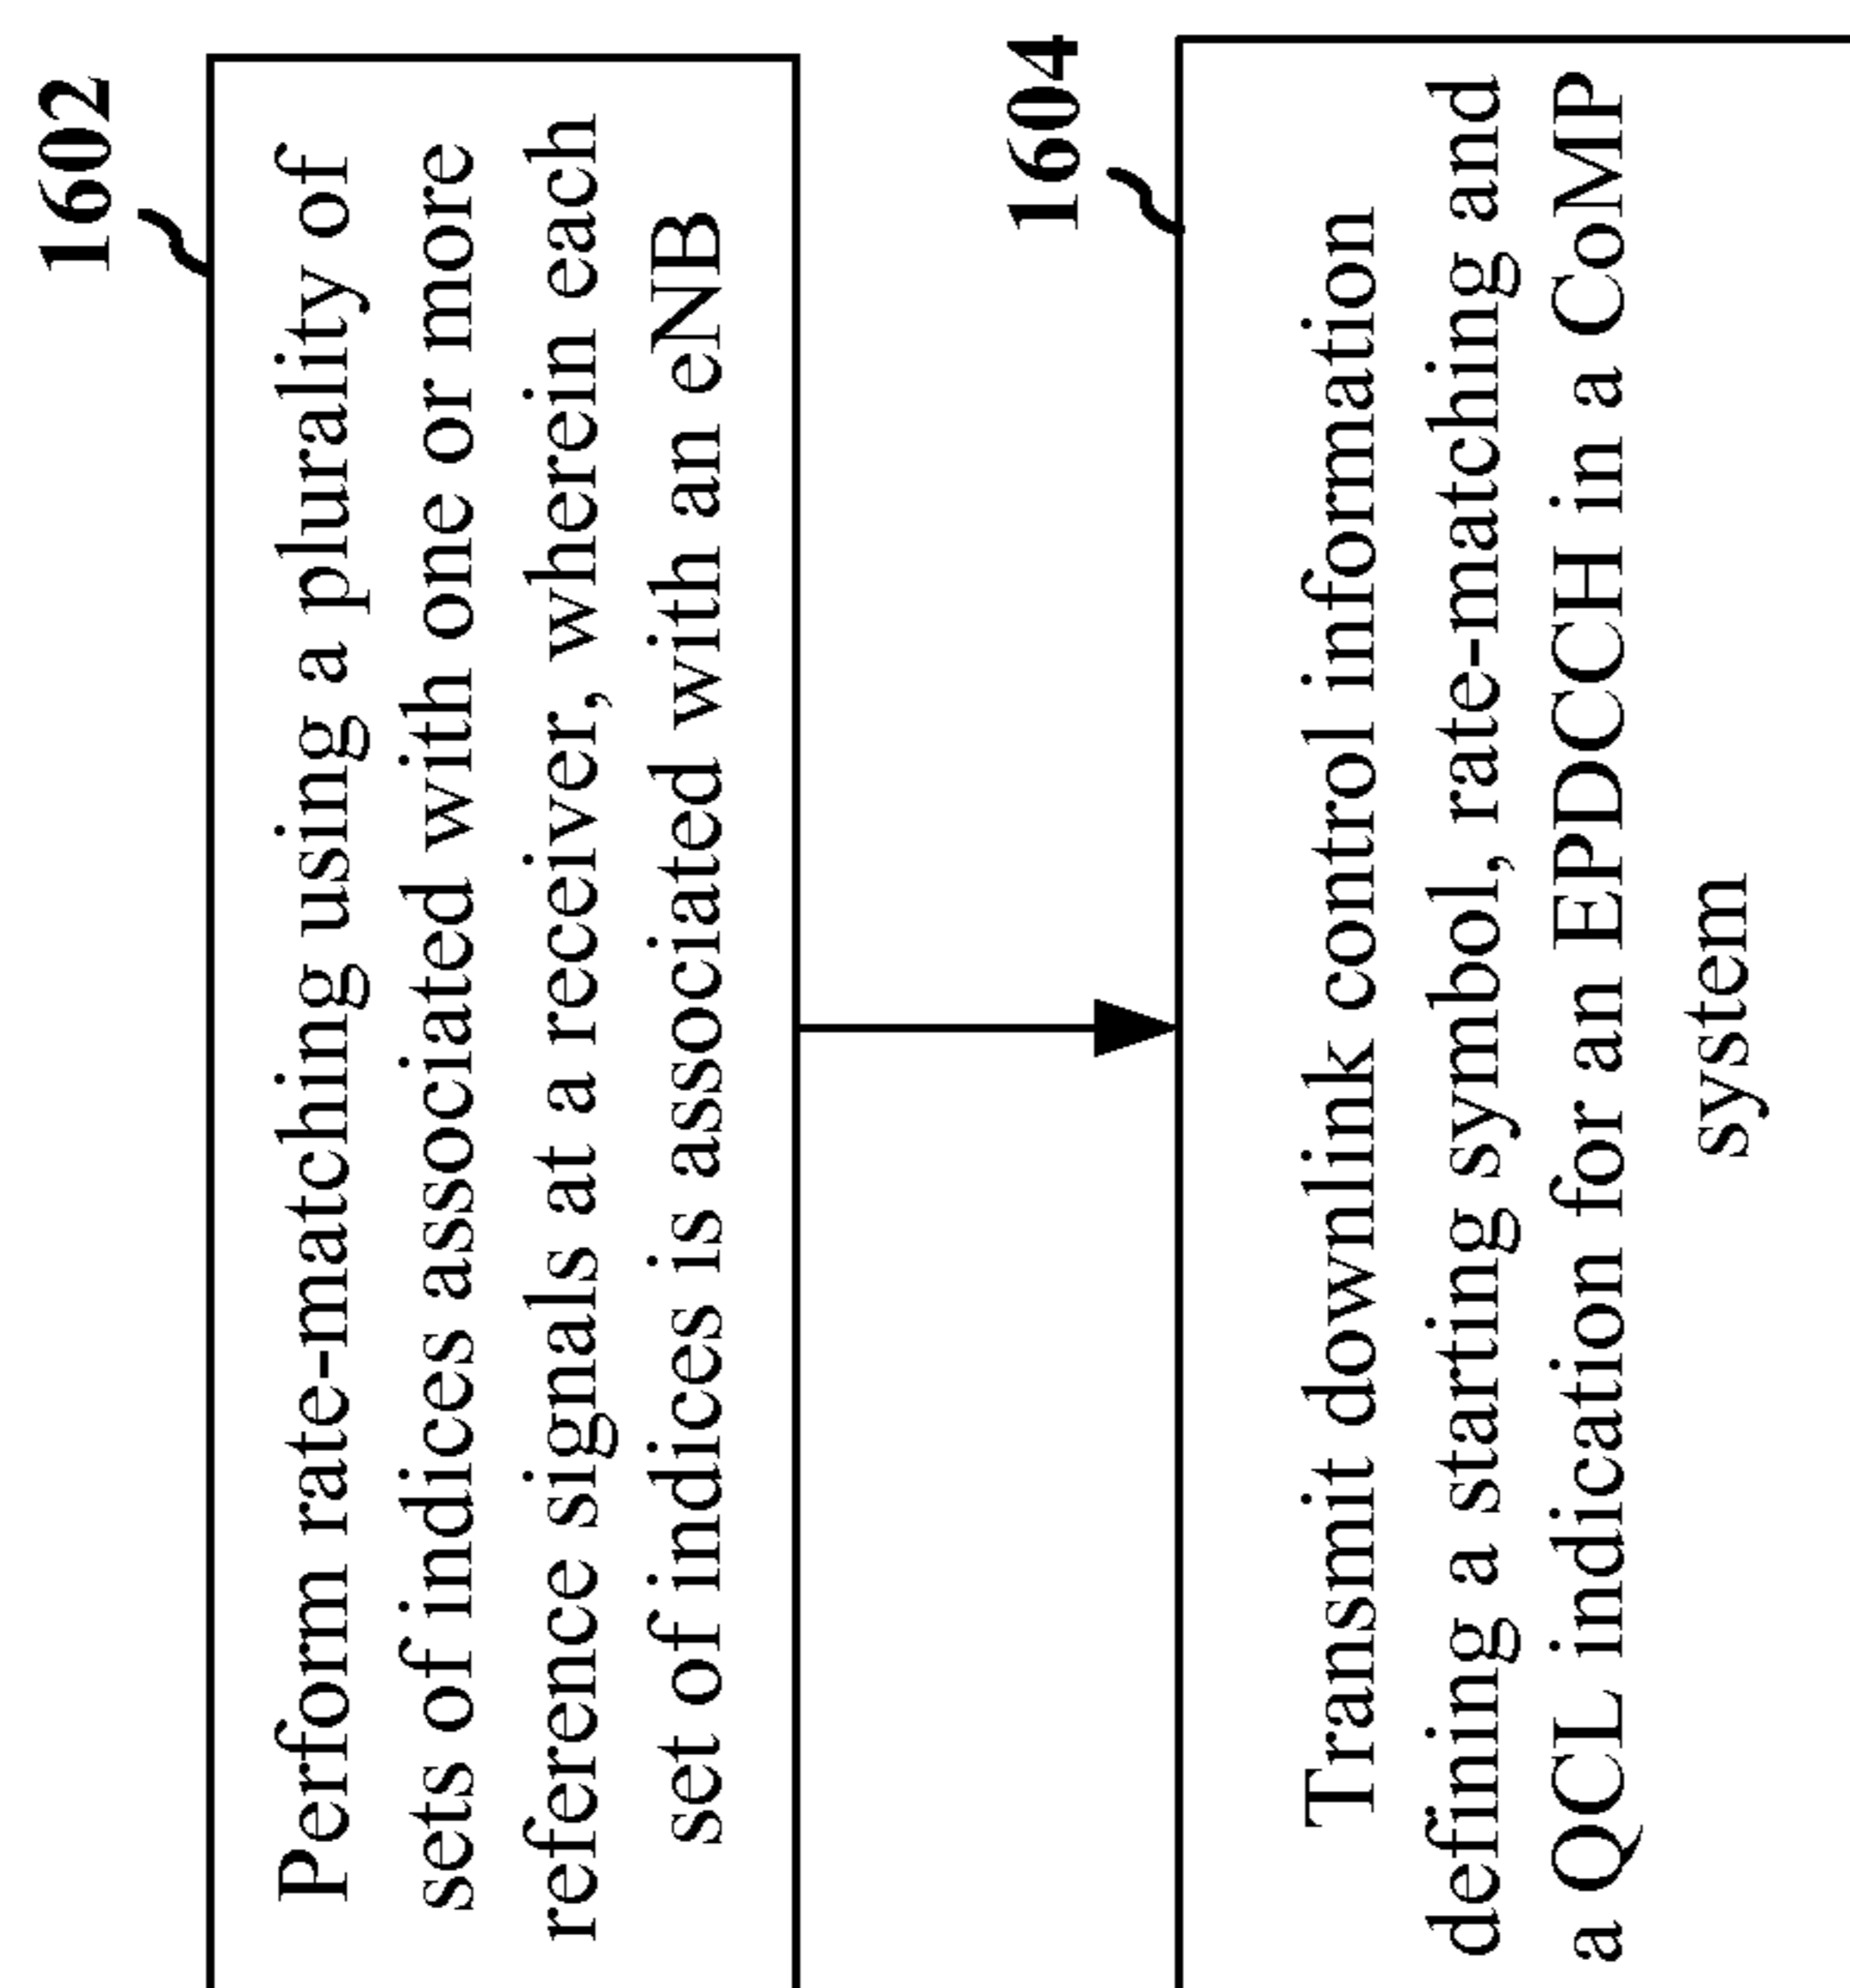 1602
Perform rate-matching using a plurality of
sets of indices associated with one or more
reference signals at a receiver, wherein each
set of indices is associated with an eNB
1604
Transmit downlink control information
defining a starting symbol, rate-matching and
a QCL indication for an EPDCCH in a CoMP
system